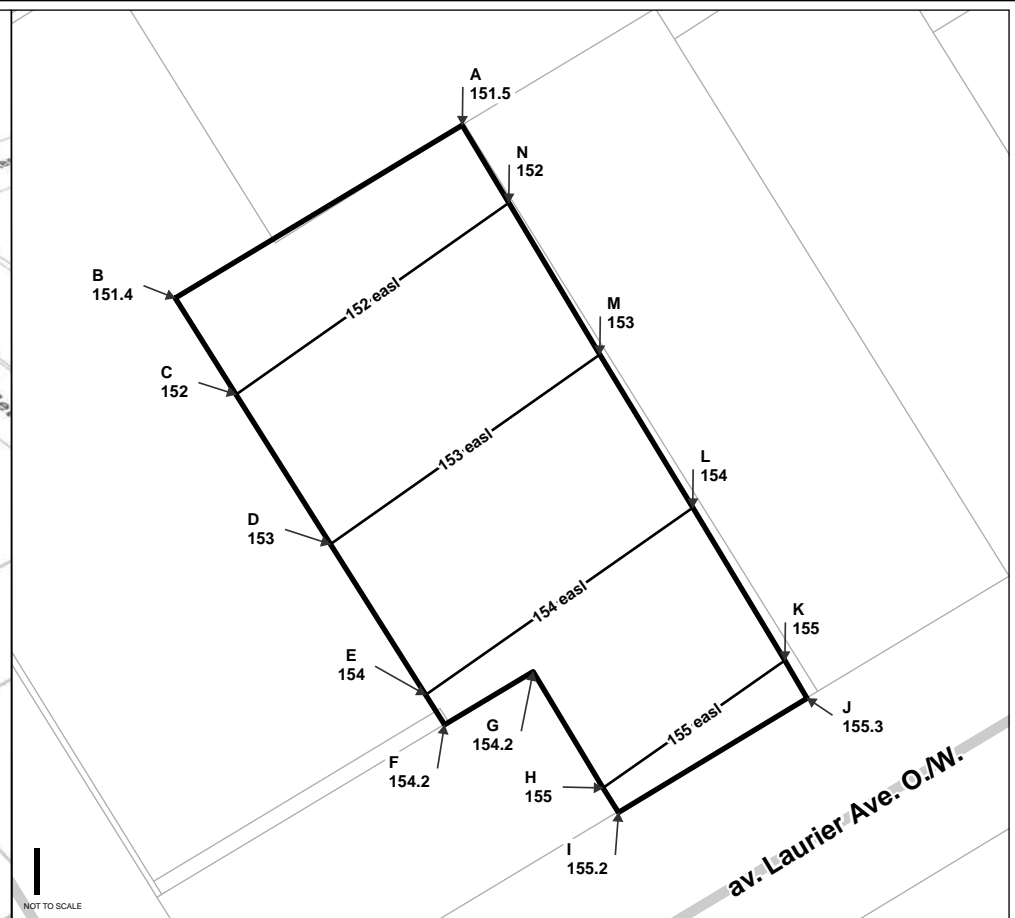 A
151.5
N
152
B
151.4
152 easl
M
153
C
152
153 easl
L
154
D
153
154 easl
K
155
E
154
155 easl
J
155.3
G
154.2
F
154.2
H
155
I
155.2
av. Laurier Ave. O./W.
NOT TO SCALE